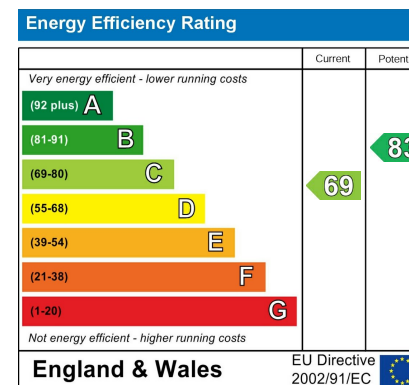 Energy Efficiency Rating
Current Potent
Very energy efficient - lower running costs
(92 plus) A
(81-91) B
83
(69-80) C
69
(55-68) D
(39-54) E
(21-38) F
(1-20) G
Not energy efficient - higher running costs
England & Wales
EU Directive
2002/91/EC